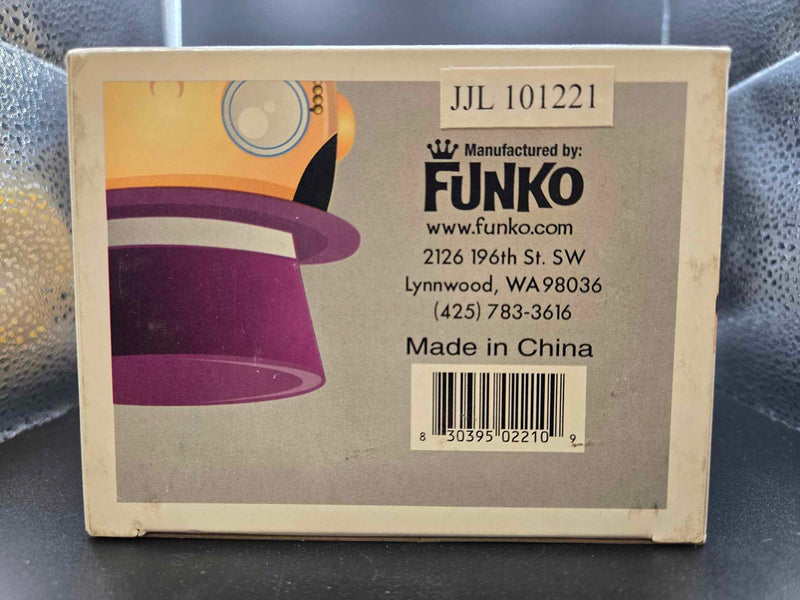 JJL 101221
Manufactured by:
FUNKO
www.funko.com
2126 196th St. SW
Lynnwood, WA 98036
(425) 783-3616
Made in China
8 30395 02210 9